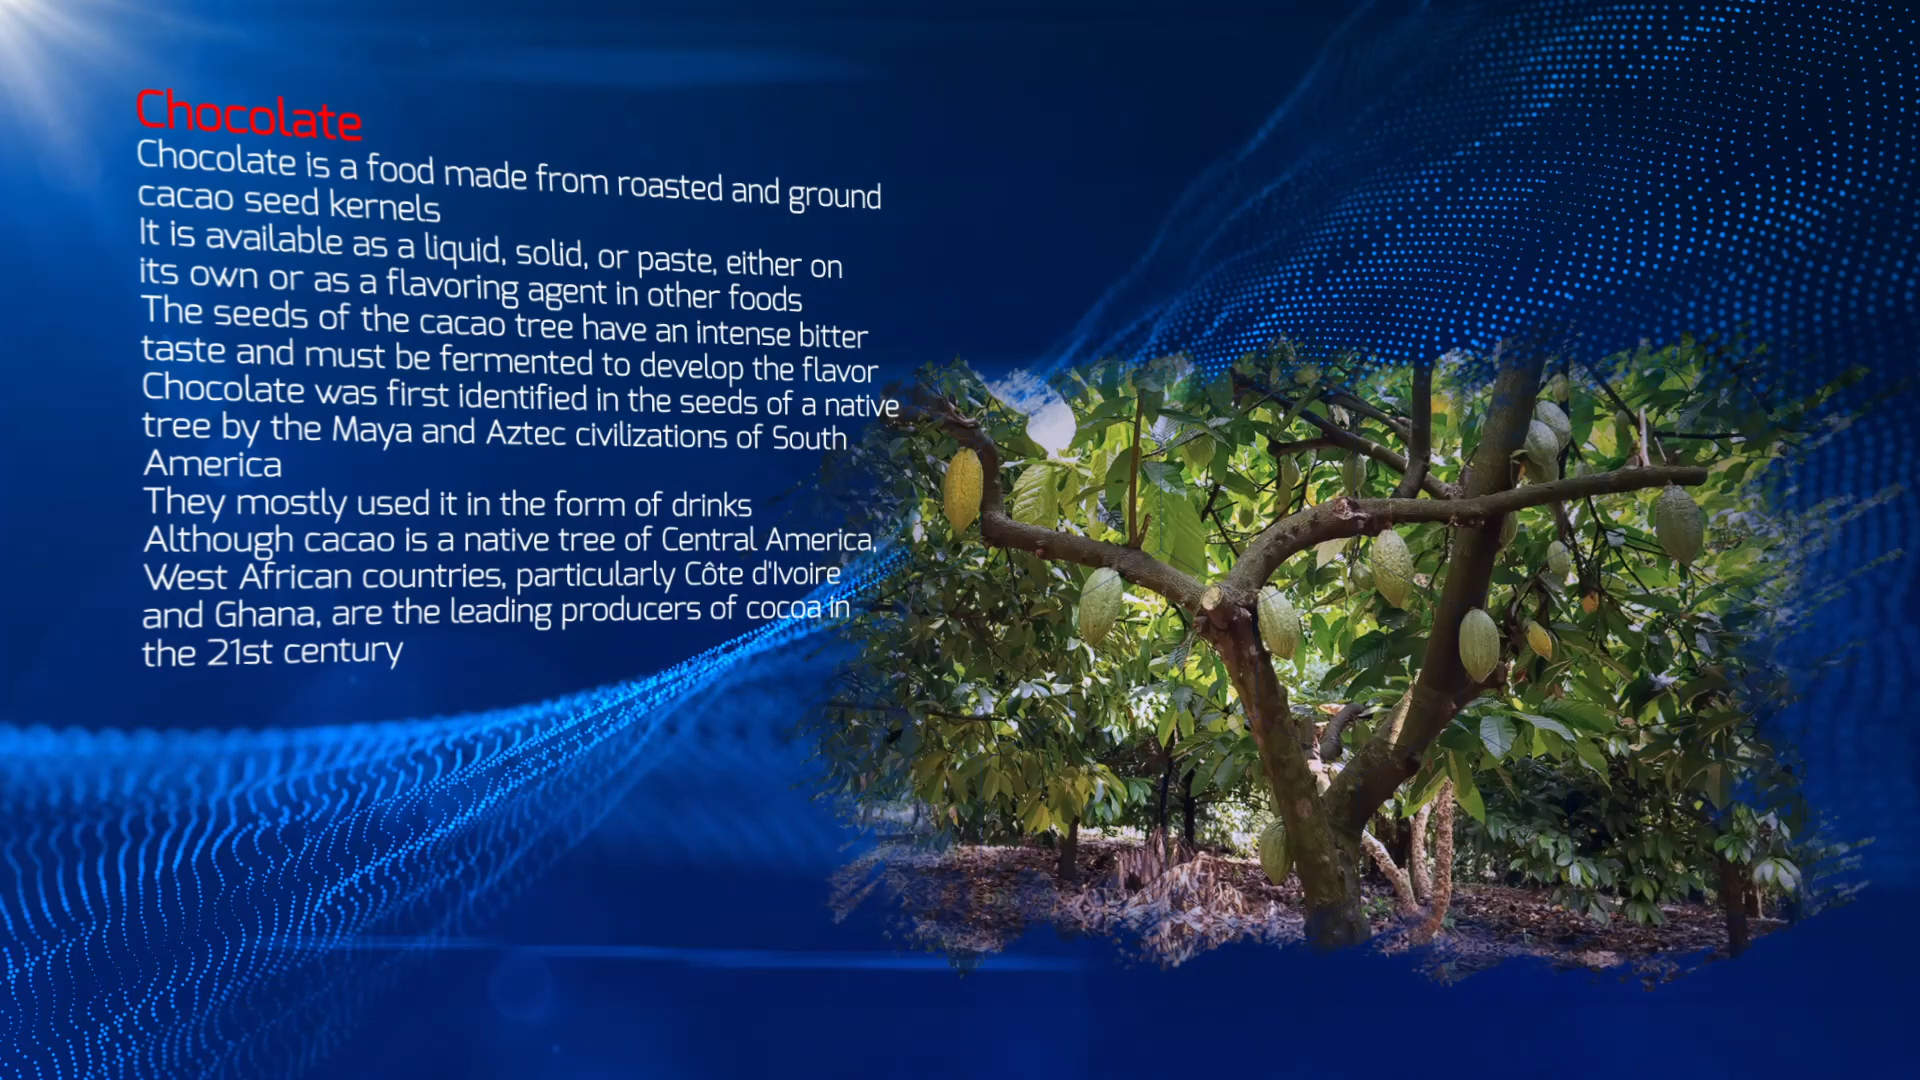 Chocolate
Chocolate is a food made from roasted and ground
cacao seed kernels
It is available as a liquid, solid, or paste, either on
its own or as a flavoring agent in other foods
The seeds of the cacao tree have an intense bitter
taste and must be fermented to develop the flavor
Chocolate was first identified in the seeds of a native
tree by the Maya and Aztec civilizations of South
America
They mostly used it in the form of drinks
Although cacao is a native tree of Central America,
West African countries, particularly Côte d'Ivoire
and Ghana, are the leading producers of cocoa in
the 21st century